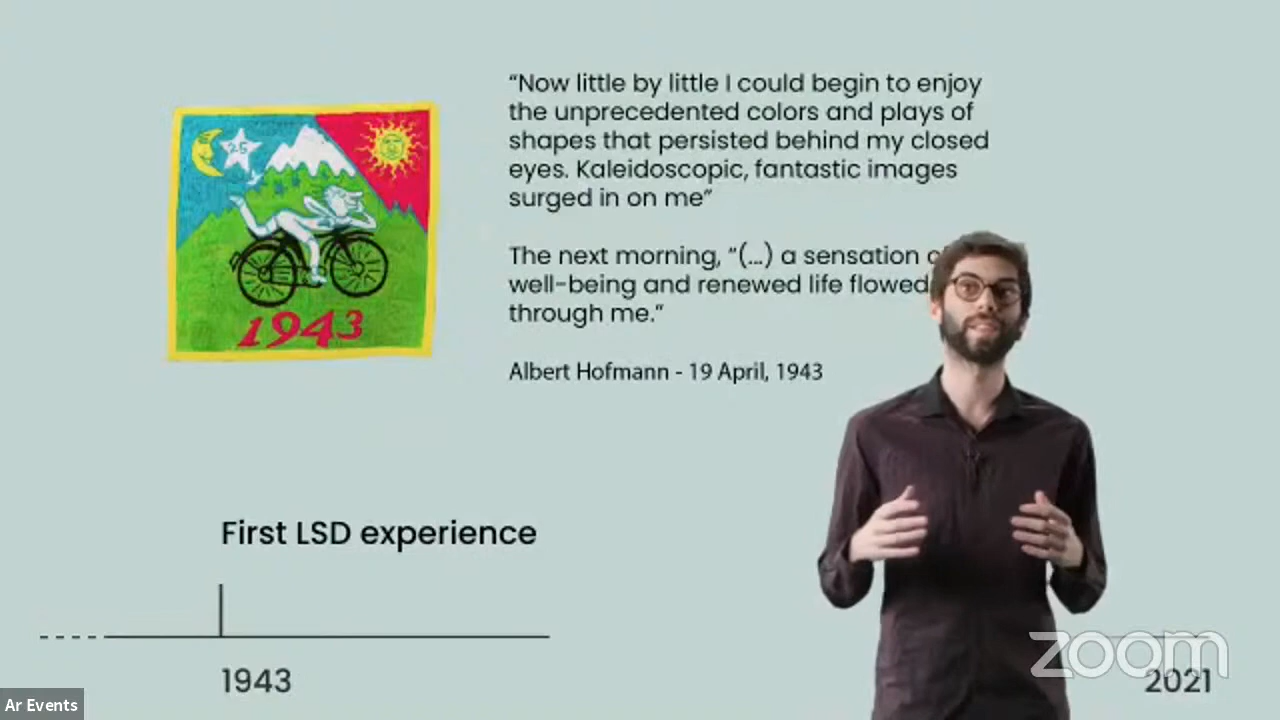 25
1943
“Now little by little I could begin to enjoy
the unprecedented colors and plays of
shapes that persisted behind my closed
eyes. Kaleidoscopic, fantastic images
surged in on me”
The next morning, “(...) a sensation
well-being and renewed life flowed
through me.”
Albert Hofmann - 19 April, 1943
First LSD experience
1943
2021
zoom
Ar Events